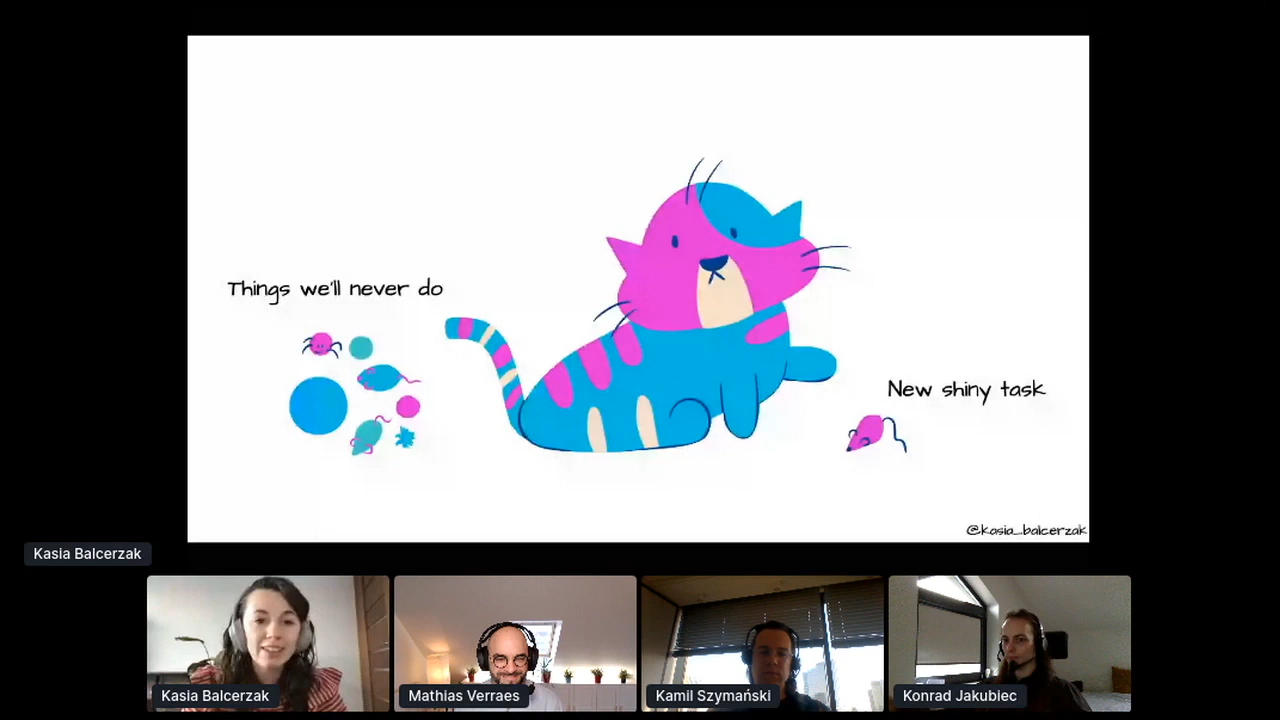 Things we'll never do
New shiny task
@kasia_balcerzak
Kasia Balcerzak
Kasia Balcerzak
Mathias Verraes
Kamil Szymański
Konrad Jakubiec